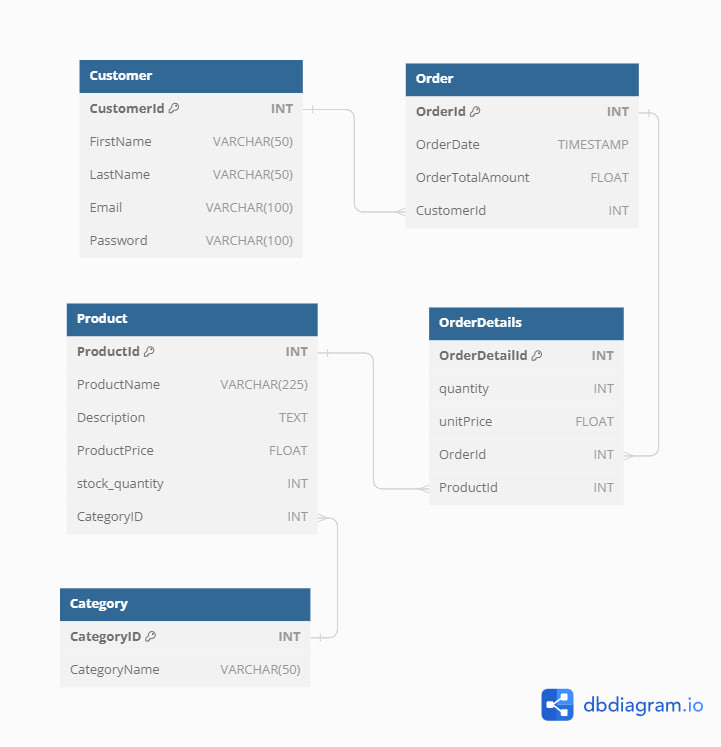 Customer
CustomerId INT
FirstName VARCHAR(50)
LastName VARCHAR(50)
Email VARCHAR(100)
Password VARCHAR(100)
Order
OrderId INT
OrderDate TIMESTAMP
OrderTotalAmount FLOAT
CustomerId INT
Product
ProductId INT
ProductName VARCHAR(225)
Description TEXT
ProductPrice FLOAT
stock_quantity INT
CategoryID INT
OrderDetails
OrderDetailId INT
quantity INT
unitPrice FLOAT
OrderId INT
ProductId INT
Category
CategoryID INT
CategoryName VARCHAR(50)
dbdiagram.io